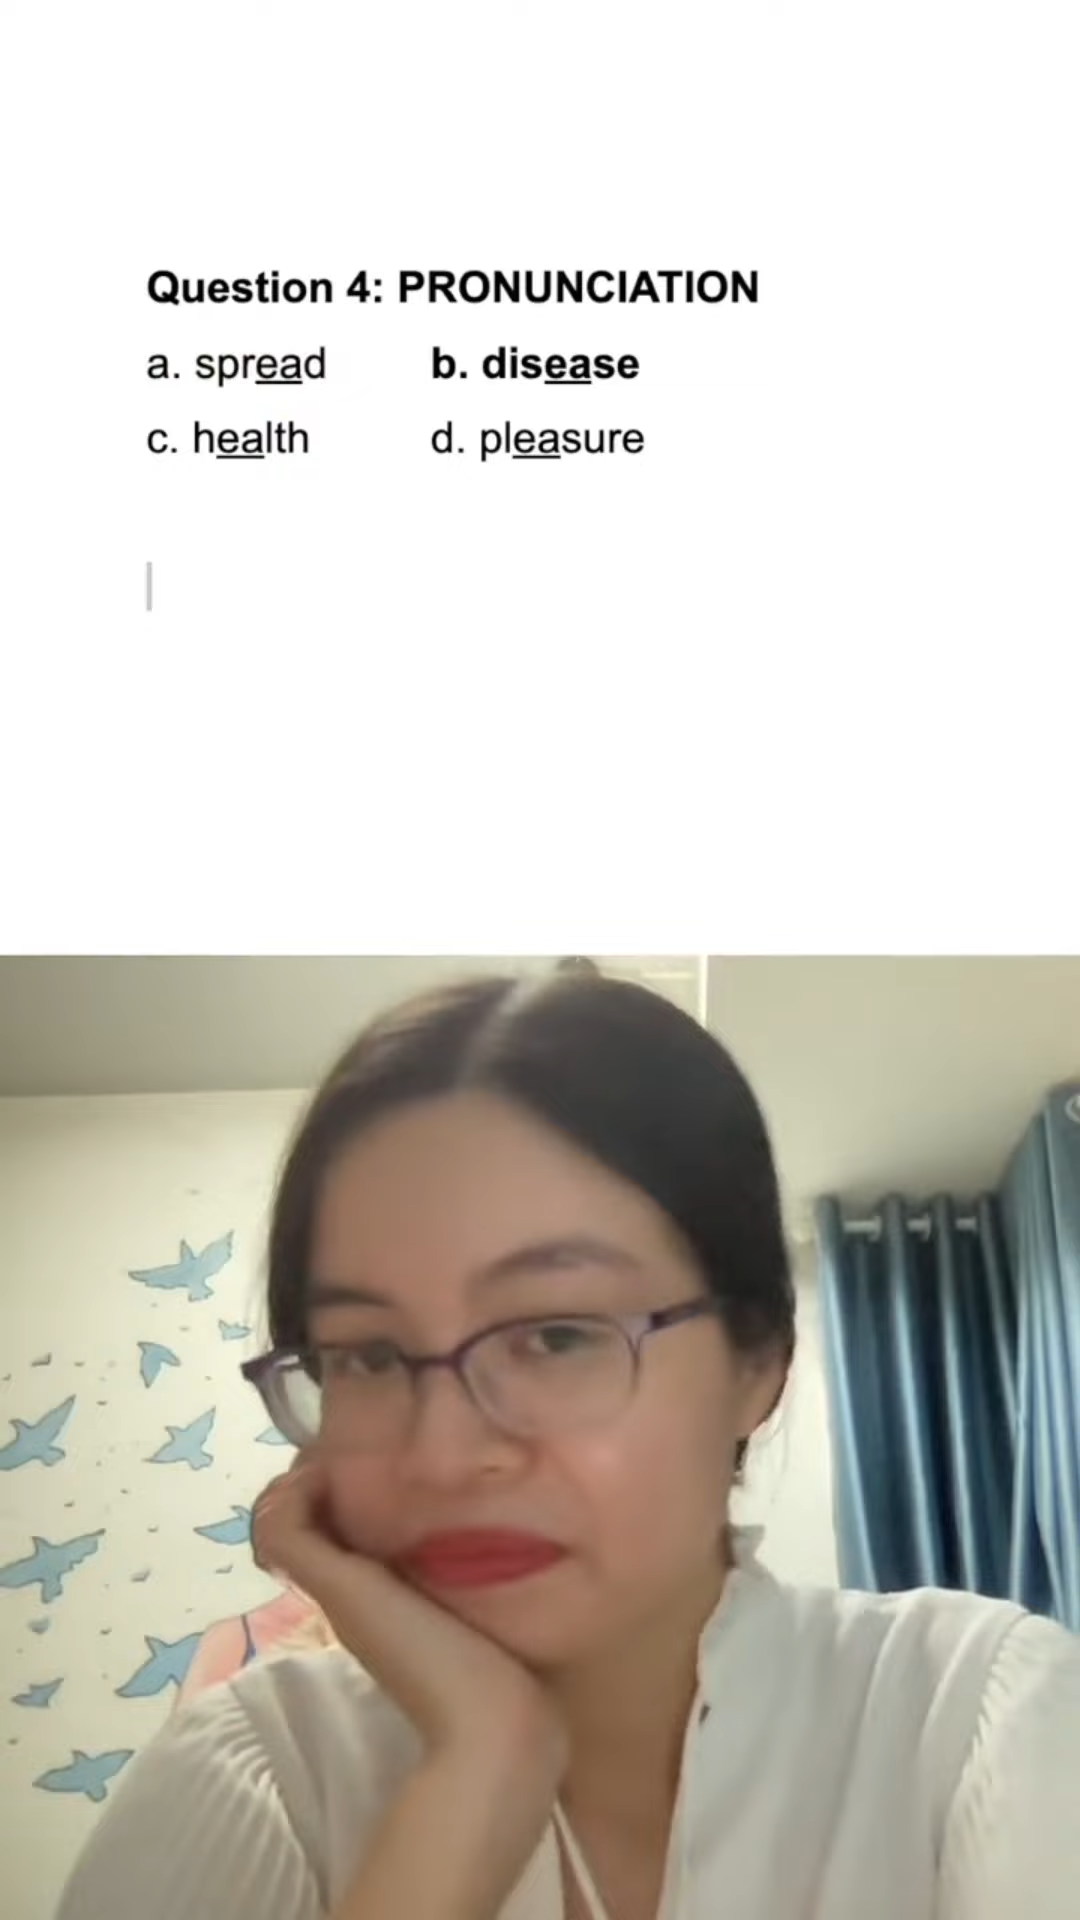 Question 4: PRONUNCIATION
a. spread b. disease
c. health d. pleasure